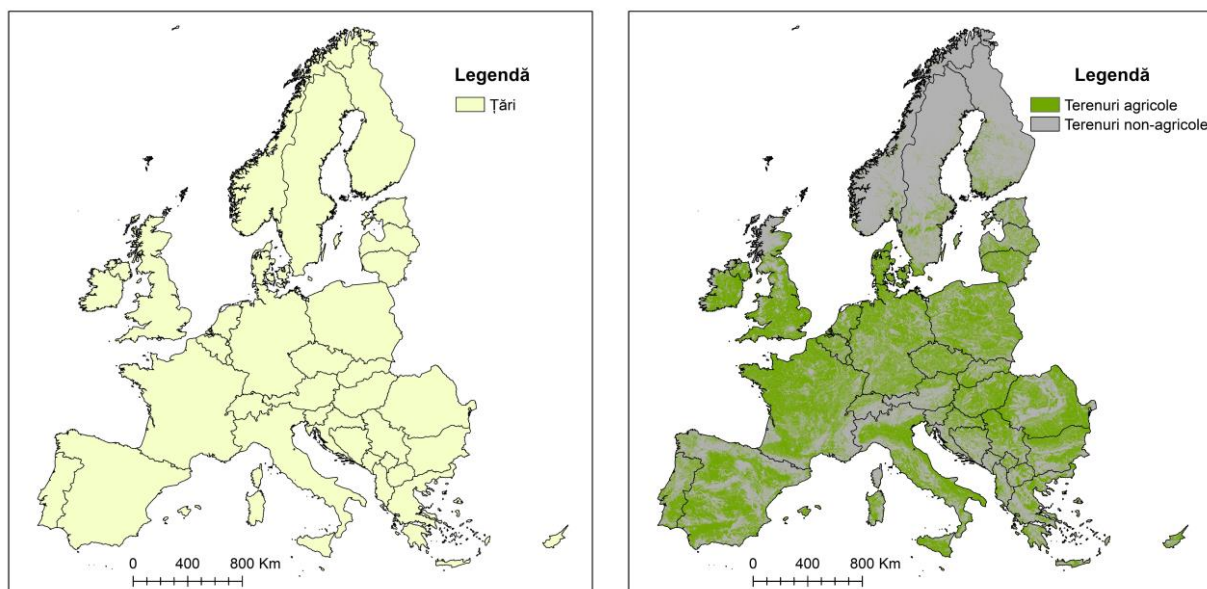 Legendă
Țări
0 400 800 Km
Legendă
Terenuri agricole
Terenuri non-agricole
0 400 800 Km